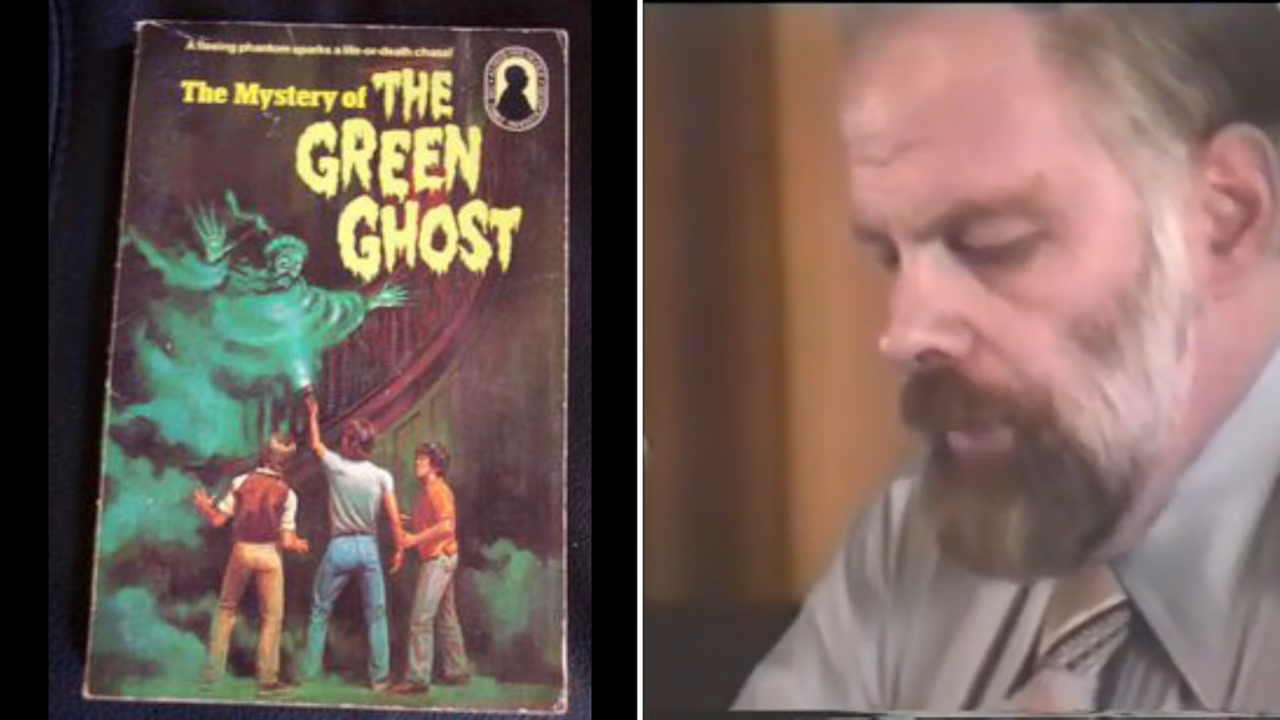 A fleeing phantom sparks a life-or-death chase!
The Mystery of THE
GREEN
GHOST